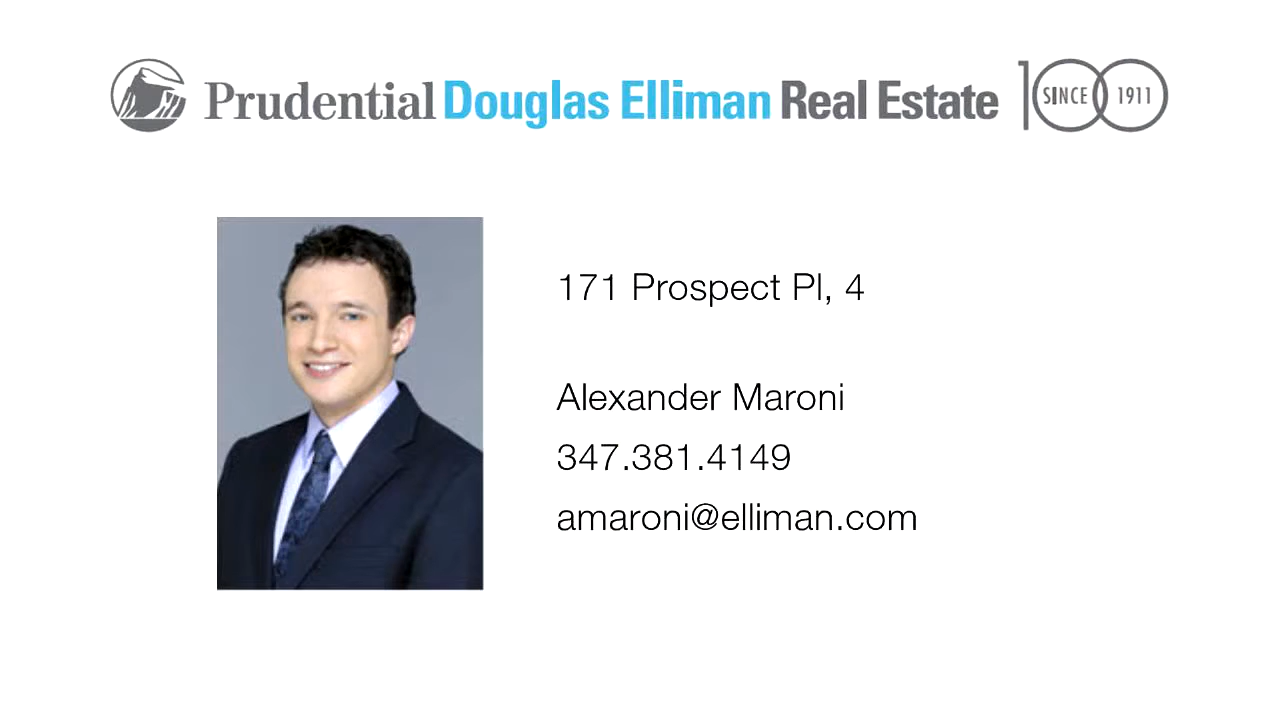 Prudential Douglas Elliman Real Estate 100 SINCE 1911
171 Prospect Pl, 4
Alexander Maroni
347.381.4149
amaroni@elliman.com